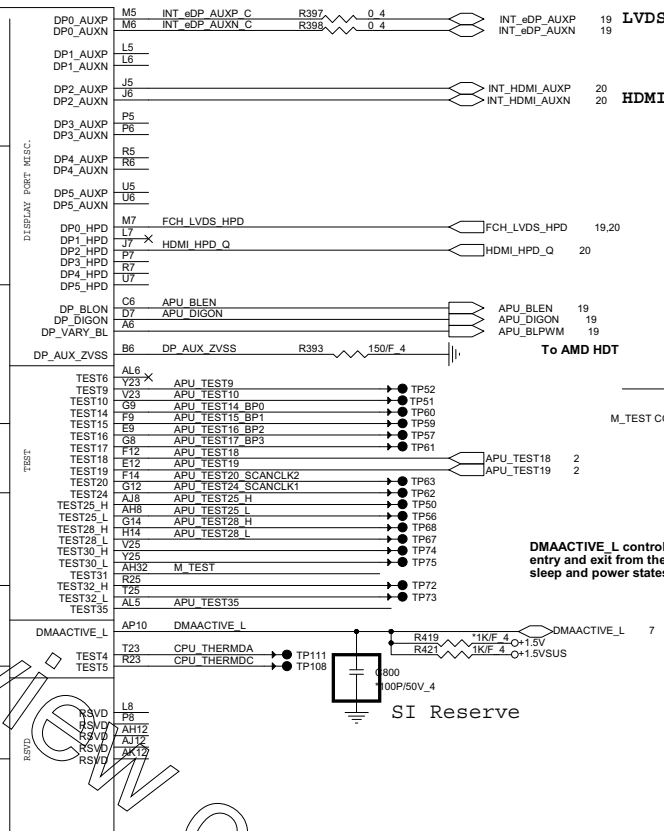 DP0_AUXP M5 INT_eDP_AUXP_C R397 0_4 INT_eDP_AUXP 19 LVDS
DP0_AUXN M6 INT_eDP_AUXN_C R398 0_4 INT_eDP_AUXN 19
DP1_AUXP L5
DP1_AUXN L6
DP2_AUXP J5 INT_HDMI_AUXP 20
DP2_AUXN J6 INT_HDMI_AUXN 20 HDMI
DP3_AUXP P5
DP3_AUXN P6
DP4_AUXP R5
DP4_AUXN R6
DP5_AUXP U5
DP5_AUXN U6
DISPLAY PORT MISC.
DP0_HPD M7 FCH_LVDS_HPD FCH_LVDS_HPD 19,20
DP1_HPD L7
DP2_HPD J7 HDMI_HPD_Q HDMI_HPD_Q 20
DP3_HPD P7
DP4_HPD R7
DP5_HPD U7
DP_BLON C6 APU_BLEN APU_BLEN 19
DP_DIGON D7 APU_DIGON APU_DIGON 19
DP_VARY_BL A6 APU_BLPWM 19
DP_AUX_ZVSS B6 DP_AUX_ZVSS R393 150/F_4
To AMD HDT
TEST
TEST6 AL6
TEST9 Y23 APU_TEST9 TP52
TEST10 V23 APU_TEST10 TP51
TEST14 G9 APU_TEST14_BP0 TP60
TEST15 F9 APU_TEST15_BP1 TP59
TEST16 E9 APU_TEST16_BP2 TP57
TEST17 G8 APU_TEST17_BP3 TP61
TEST18 F12 APU_TEST18 APU_TEST18 2
TEST19 E12 APU_TEST19 APU_TEST19 2
TEST20 F14 APU_TEST20_SCANCLK2 TP63
TEST24 G12 APU_TEST24_SCANCLK1 TP62
TEST25_H AJ8 APU_TEST25_H TP50
TEST25_L AH8 APU_TEST25_L TP56
TEST28_H G14 APU_TEST28_H TP68
TEST28_L H14 APU_TEST28_L TP67
TEST30_H V25 TP74
TEST30_L Y25 TP75
TEST31 AH32 M_TEST
TEST32_H R25 TP72
TEST32_L T25 TP73
TEST35 AL5 APU_TEST35
M_TEST CO
DMAACTIVE_L control
entry and exit from the
sleep and power states
DMAACTIVE_L AP10 DMAACTIVE_L DMAACTIVE_L 7
R419 *1K/F_4 +1.5V
R421 1K/F_4 +1.5VSUS
TEST4 T23 CPU_THERMDA TP111
TEST5 R23 CPU_THERMDC TP108
*100P/50V_4
SI Reserve
RSVD
RSVD L8
RSVD P8
RSVD AH12
RSVD AJ12
RSVD AK12
view